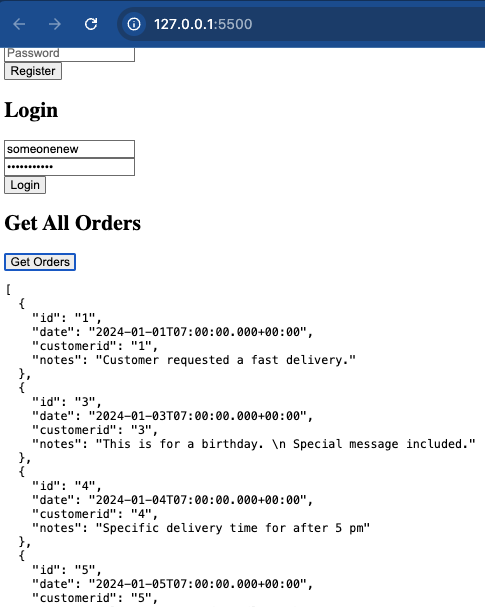 127.0.0.1:5500
Password
Register
Login
someonenew
•••••••••••
Login
Get All Orders
Get Orders
[
  {
    "id": "1",
    "date": "2024-01-01T07:00:00.000+00:00",
    "customerid": "1",
    "notes": "Customer requested a fast delivery."
  },
  {
    "id": "3",
    "date": "2024-01-03T07:00:00.000+00:00",
    "customerid": "3",
    "notes": "This is for a birthday. \n Special message included."
  },
  {
    "id": "4",
    "date": "2024-01-04T07:00:00.000+00:00",
    "customerid": "4",
    "notes": "Specific delivery time for after 5 pm"
  },
  {
    "id": "5",
    "date": "2024-01-05T07:00:00.000+00:00",
    "customerid": "5",